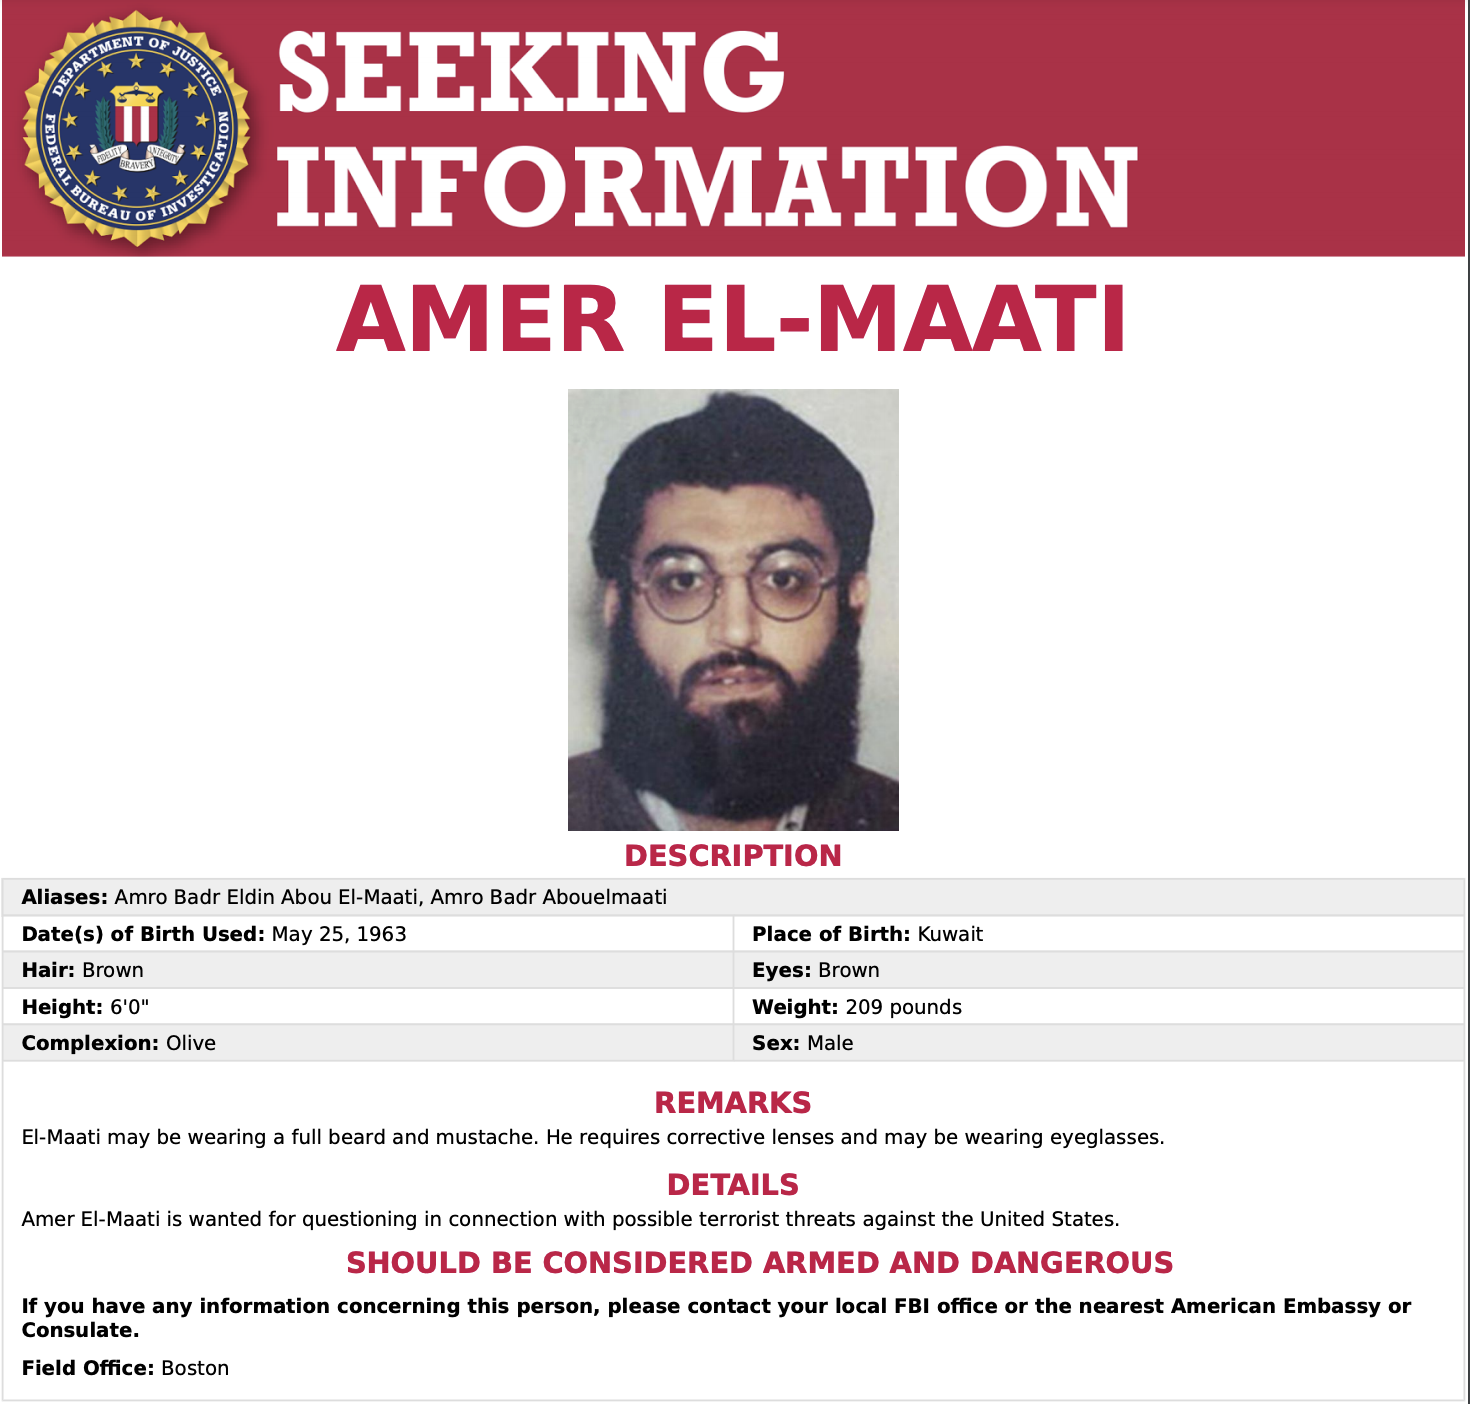 DEPARTMENT OF JUSTICE
FEDERAL BUREAU OF INVESTIGATION
FIDELITY
BRAVERY
INTEGRITY
SEEKING
INFORMATION
AMER EL-MAATI
DESCRIPTION
Aliases: Amro Badr Eldin Abou El-Maati, Amro Badr Abouelmaati
Date(s) of Birth Used: May 25, 1963
Place of Birth: Kuwait
Hair: Brown
Eyes: Brown
Height: 6'0"
Weight: 209 pounds
Complexion: Olive
Sex: Male
REMARKS
El-Maati may be wearing a full beard and mustache. He requires corrective lenses and may be wearing eyeglasses.
DETAILS
Amer El-Maati is wanted for questioning in connection with possible terrorist threats against the United States.
SHOULD BE CONSIDERED ARMED AND DANGEROUS
If you have any information concerning this person, please contact your local FBI office or the nearest American Embassy or
Consulate.
Field Office: Boston